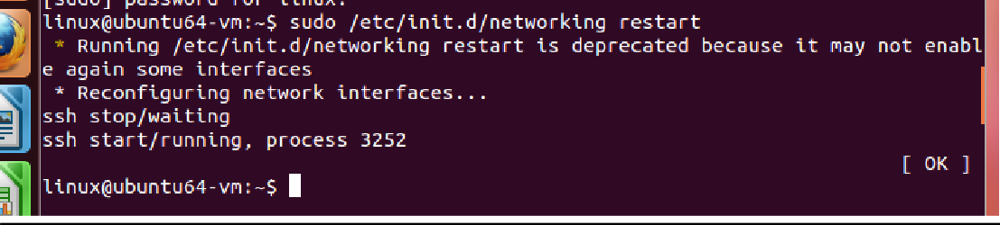 [sudo] password for linux:
linux@ubuntu64-vm:~$ sudo /etc/init.d/networking restart
 * Running /etc/init.d/networking restart is deprecated because it may not enabl
e again some interfaces
 * Reconfiguring network interfaces...
ssh stop/waiting
ssh start/running, process 3252
[ OK ]
linux@ubuntu64-vm:~$